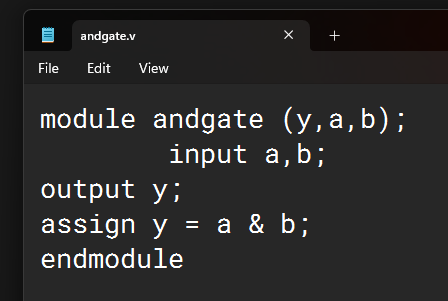 andgate.v
File Edit View
module andgate (y,a,b);
input a,b;
output y;
assign y = a & b;
endmodule